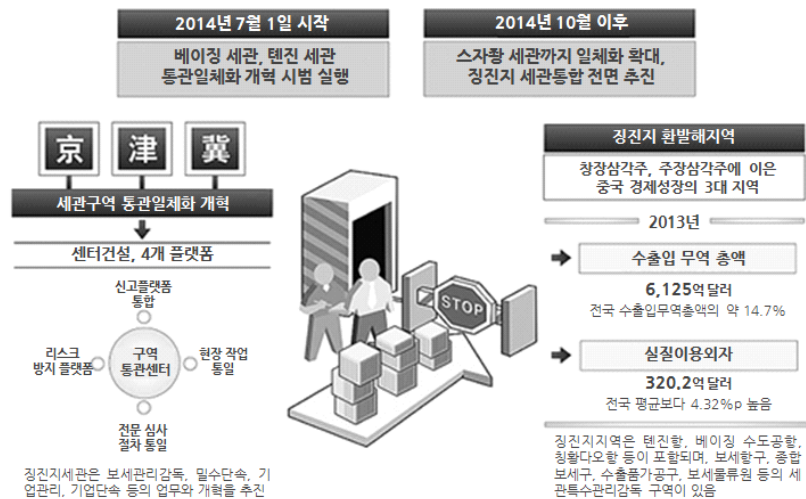 2014년 7월 1일 시작
베이징 세관, 톈진 세관
통관일체화 개혁 시범 실행
2014년 10월 이후
스자좡 세관까지 일체화 확대,
징진지 세관통합 전면 추진
京 津 冀
세관구역 통관일체화 개혁
센터건설, 4개 플랫폼
신고플랫폼
통합
리스크
방지 플랫폼
구역
통관센터
현장 작업
통일
전문 심사
절차 통일
징진지세관은 보세관리감독, 밀수단속, 기
업관리, 기업단속 등의 업무와 개혁을 추진
STOP
징진지 환발해지역
창장삼각주, 주장삼각주에 이은
중국 경제성장의 3대 지역
2013년
수출입 무역 총액
6,125억 달러
전국 수출입무역총액의 약 14.7%
실질이용외자
320.2억 달러
전국 평균보다 4.32%p 높음
징진지지역은 톈진항, 베이징 수도공항,
칭황다오항 등이 포함되며, 보세항구, 종합
보세구, 수출품가공구, 보세물류원 등의 세
관특수관리감독 구역이 있음